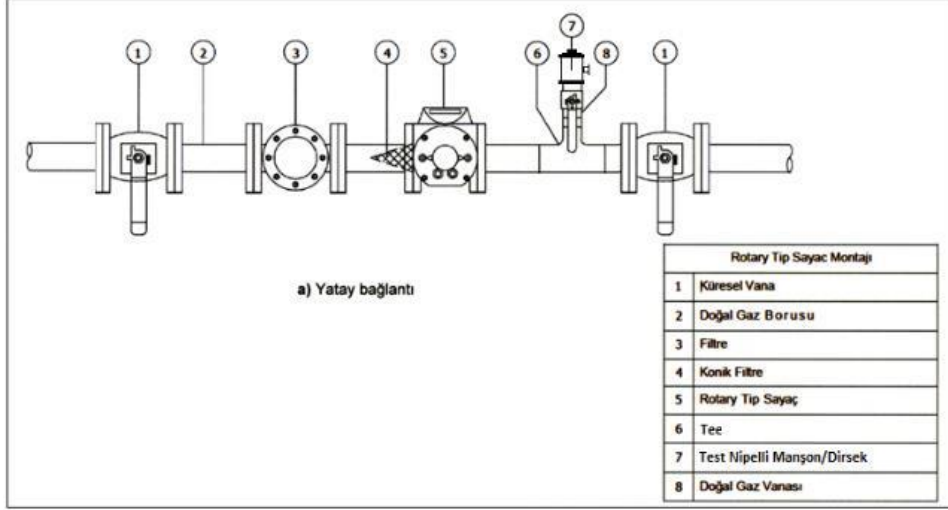 7
1 2 3 4 5 6 8 1
a) Yatay bağlantı
Rotary Tip Sayac Montajı
1 Küresel Vana
2 Doğal Gaz Borusu
3 Filtre
4 Konik Filtre
5 Rotary Tip Sayaç
6 Tee
7 Test Nipelli Manşon/Dirsek
8 Doğal Gaz Vanası